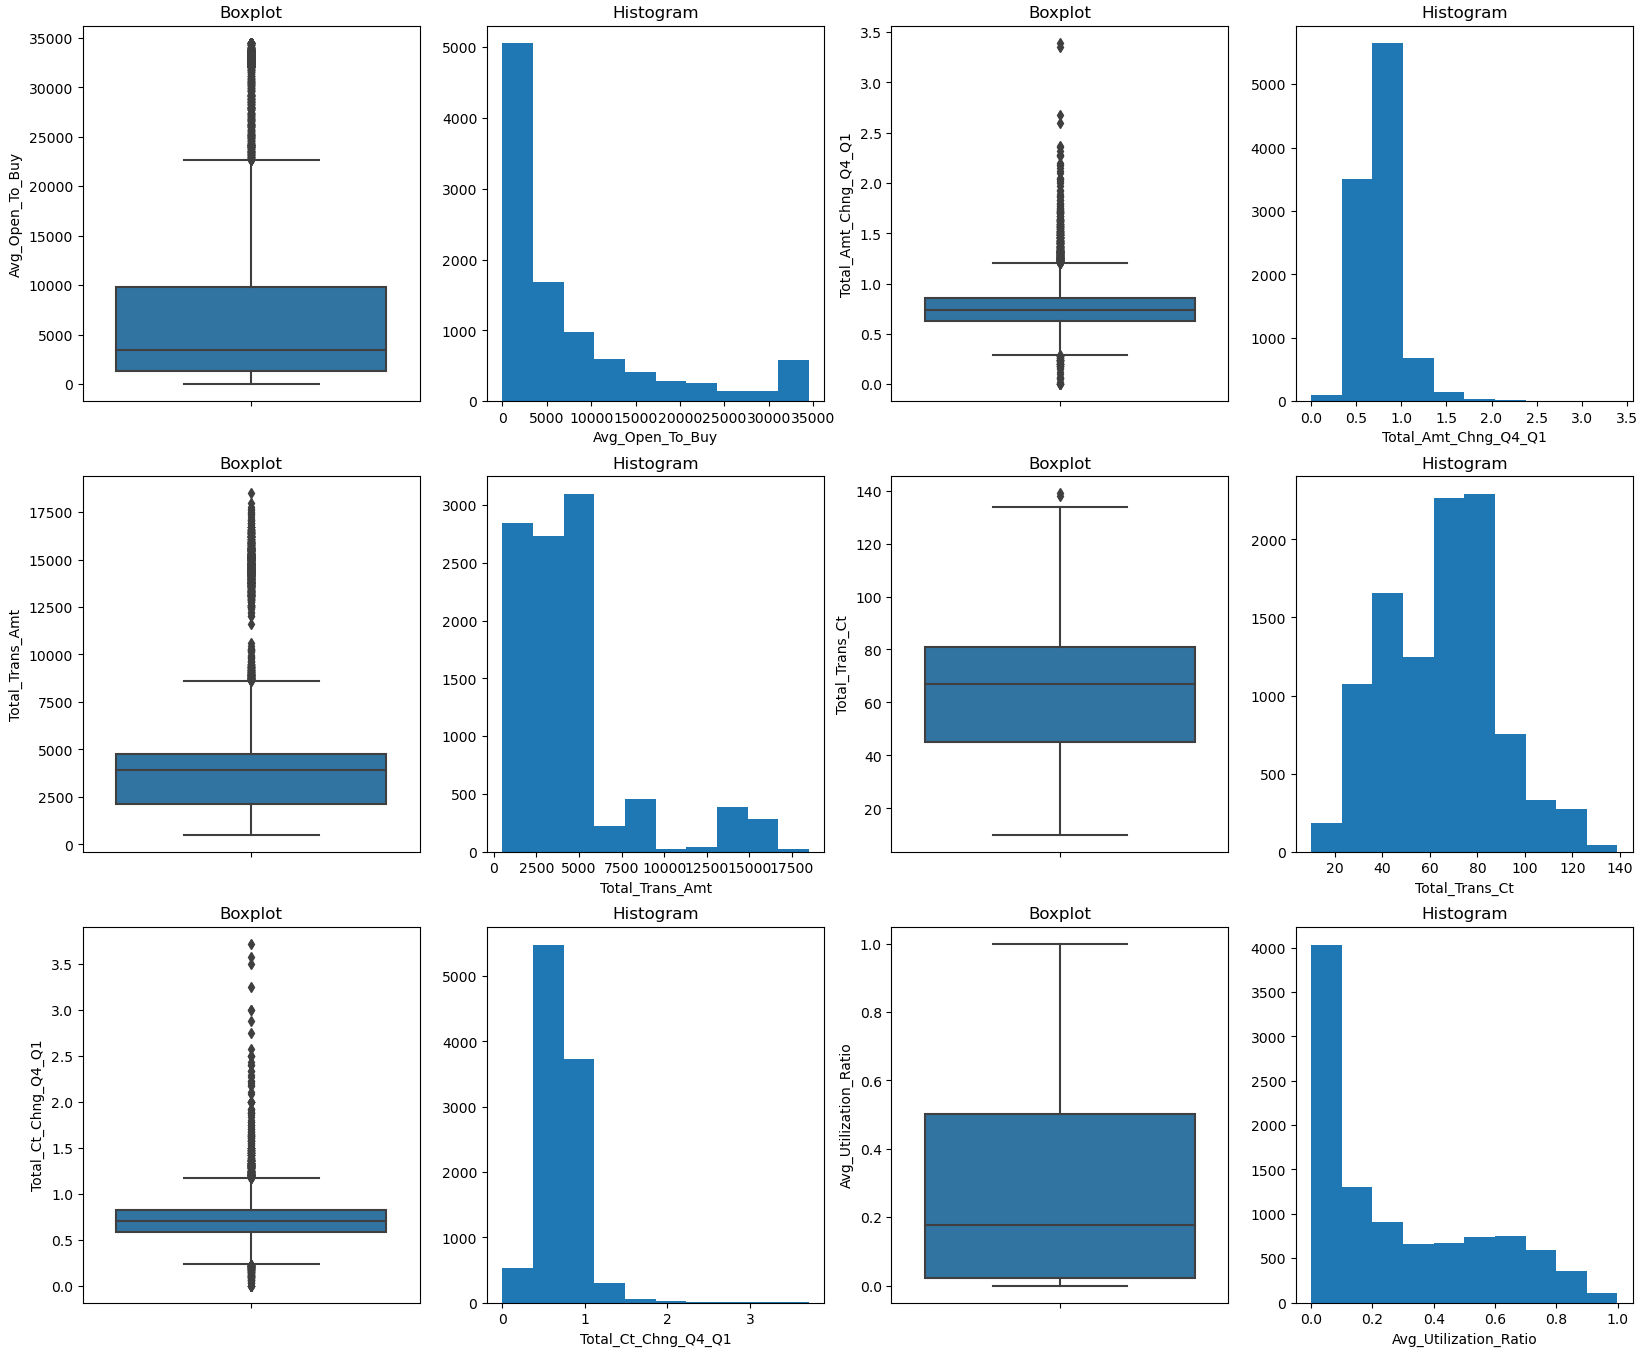 Boxplot
35000
30000
25000
20000
15000
10000
5000
0
Avg_Open_To_Buy
Histogram
5000
4000
3000
2000
1000
0
0 5000 10000 15000 20000 25000 30000 35000
Avg_Open_To_Buy
Boxplot
3.5
3.0
2.5
2.0
1.5
1.0
0.5
0.0
Total_Amt_Chng_Q4_Q1
Histogram
5000
4000
3000
2000
1000
0
0.0 0.5 1.0 1.5 2.0 2.5 3.0 3.5
Total_Amt_Chng_Q4_Q1
Boxplot
17500
15000
12500
10000
7500
5000
2500
0
Total_Trans_Amt
Histogram
3000
2500
2000
1500
1000
500
0
0 2500 5000 7500 10000 12500 15000 17500
Total_Trans_Amt
Boxplot
140
120
100
80
60
40
20
Total_Trans_Ct
Histogram
2000
1500
1000
500
0
20 40 60 80 100 120 140
Total_Trans_Ct
Boxplot
3.5
3.0
2.5
2.0
1.5
1.0
0.5
0.0
Total_Ct_Chng_Q4_Q1
Histogram
5000
4000
3000
2000
1000
0
0 1 2 3
Total_Ct_Chng_Q4_Q1
Boxplot
1.0
0.8
0.6
0.4
0.2
0.0
Avg_Utilization_Ratio
Histogram
4000
3500
3000
2500
2000
1500
1000
500
0
0.0 0.2 0.4 0.6 0.8 1.0
Avg_Utilization_Ratio